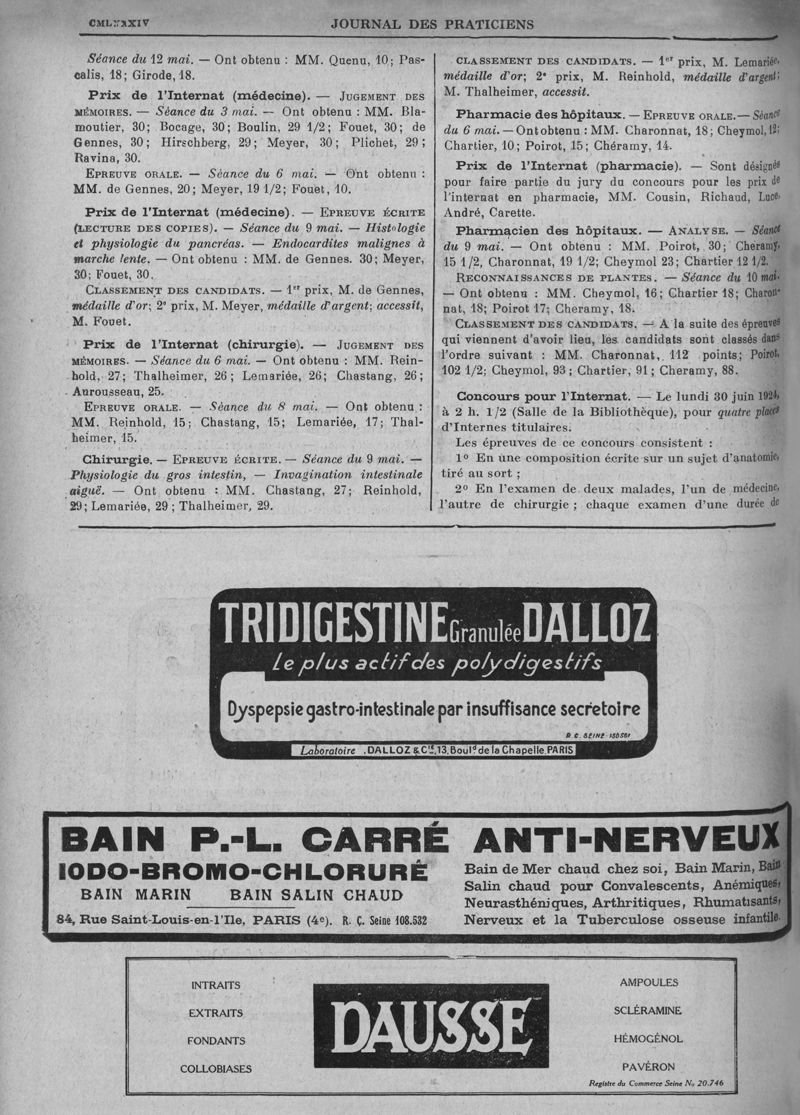 CMLXXXIV
JOURNAL DES PRATICIENS
Séance du 12 mai. — Ont obtenu : MM. Quenu, 10; Pas-
calis, 18; Girode, 18.
Prix de l'Internat (médecine). — JUGEMENT DES
MÉMOIRES. — Séance du 3 mai. — Ont obtenu : MM. Bla-
moutier, 30; Bocage, 30; Boulin, 29 1/2; Fouet, 30; de
Gennes, 30; Hirschberg, 29; Meyer, 30; Plichet, 29;
Ravina, 30.
EPREUVE ORALE. — Séance du 6 mai. — Ont obtenu :
MM. de Gennes, 20; Meyer, 19 1/2; Fouet, 10.
Prix de l'Internat (médecine). — EPREUVE ÉCRITE
(LECTURE DES COPIES). — Séance du 9 mai. — Histologie
et physiologie du pancréas. — Endocardites malignes à
marche lente. — Ont obtenu : MM. de Gennes. 30; Meyer,
30; Fouet, 30.
CLASSEMENT DES CANDIDATS. — 1er prix, M. de Gennes,
médaille d'or; 2e prix, M. Meyer, médaille d'argent; accessit,
M. Fouet.
Prix de l'Internat (chirurgie). — JUGEMENT DES
MÉMOIRES. — Séance du 6 mai. — Ont obtenu : MM. Rein-
hold, 27; Thalheimer, 26; Lemariée, 26; Chastang, 26;
Aurousseau, 25.
EPREUVE ORALE. — Séance du 8 mai. — Ont obtenu :
MM. Reinhold, 15; Chastang, 15; Lemariée, 17; Thal-
heimer, 15.
Chirurgie. — EPREUVE ÉCRITE. — Séance du 9 mai. —
Physiologie du gros intestin, — Invagination intestinale
aiguë. — Ont obtenu : MM. Chastang, 27; Reinhold,
29; Lemariée, 29; Thalheimer, 29.
CLASSEMENT DES CANDIDATS. — 1er prix, M. Lemariée,
médaille d'or; 2e prix, M. Reinhold, médaille d'argent;
M. Thalheimer, accessit.
Pharmacie des hôpitaux. — EPREUVE ORALE. — Séance
du 6 mai. — Ont obtenu : MM. Charonnat, 18; Cheymol, 12;
Chartier, 10; Poirot, 15; Chéramy, 14.
Prix de l'Internat (pharmacie). — Sont désignés
pour faire partie du jury du concours pour les prix de
l'internat en pharmacie, MM. Cousin, Richaud, Luce,
André, Carette.
Pharmacien des hôpitaux. — ANALYSE. — Séance
du 9 mai. — Ont obtenu : MM. Poirot, 30; Cheramy,
15 1/2, Charonnat, 19 1/2; Cheymol 23; Chartier 12 1/2.
RECONNAISSANCES DE PLANTES. — Séance du 10 mai.
— Ont obtenu : MM. Cheymol, 16; Chartier 18; Charon-
nat, 18; Poirot 17; Cheramy, 18.
CLASSEMENT DES CANDIDATS. — A la suite des épreuves
qui viennent d'avoir lieu, les candidats sont classés dans
l'ordre suivant : MM. Charonnat, 112 points; Poirot,
102 1/2; Cheymol, 93; Chartier, 91; Cheramy, 88.
Concours pour l'Internat. — Le lundi 30 juin 1924,
à 2 h. 1/2 (Salle de la Bibliothèque), pour quatre places
d'Internes titulaires.
Les épreuves de ce concours consistent :
1º En une composition écrite sur un sujet d'anatomie,
tiré au sort;
2º En l'examen de deux malades, l'un de médecine,
l'autre de chirurgie; chaque examen d'une durée de
TRIDIGESTINE Granulée DALLOZ
Le plus actif des polydigestifs
Dyspepsie gastro-intestinale par insuffisance secretoire
Laboratoire .DALLOZ & Cie, 13, Bould de la Chapelle, PARIS
BAIN P.-L. CARRÉ ANTI-NERVEUX
IODO-BROMO-CHLORURÉ
BAIN MARIN BAIN SALIN CHAUD
84, Rue Saint-Louis-en-l'Ile, PARIS (4e). R. C. Seine 108.532
Bain de Mer chaud chez soi, Bain Marin, Bain
Salin chaud pour Convalescents, Anémiques,
Neurasthéniques, Arthritiques, Rhumatisants,
Nerveux et la Tuberculose osseuse infantile.
INTRAITS
EXTRAITS
FONDANTS
COLLOBIASES
DAUSSE
AMPOULES
SCLÉRAMINE
HÉMOGÉNOL
PAVÉRON
Registre du Commerce Seine No 20.746